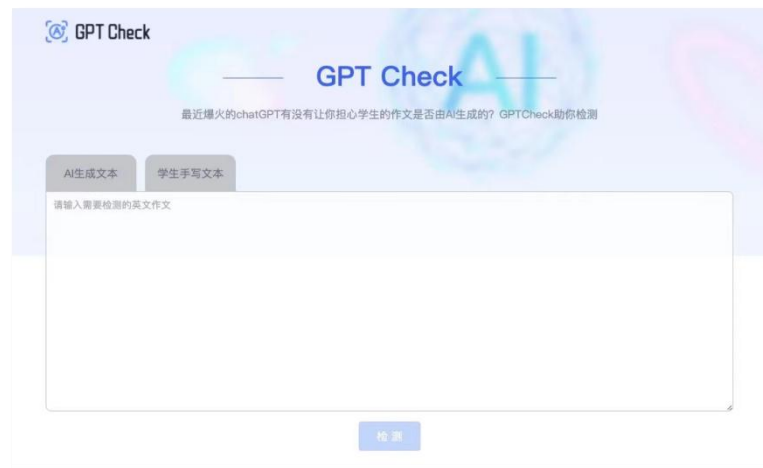 GPT Check
GPT Check
最近爆火的chatGPT有没有让你担心学生的作文是否由AI生成的？GPTCheck助你检测
AI生成文本
学生手写文本
请输入需要检测的英文作文
检 测